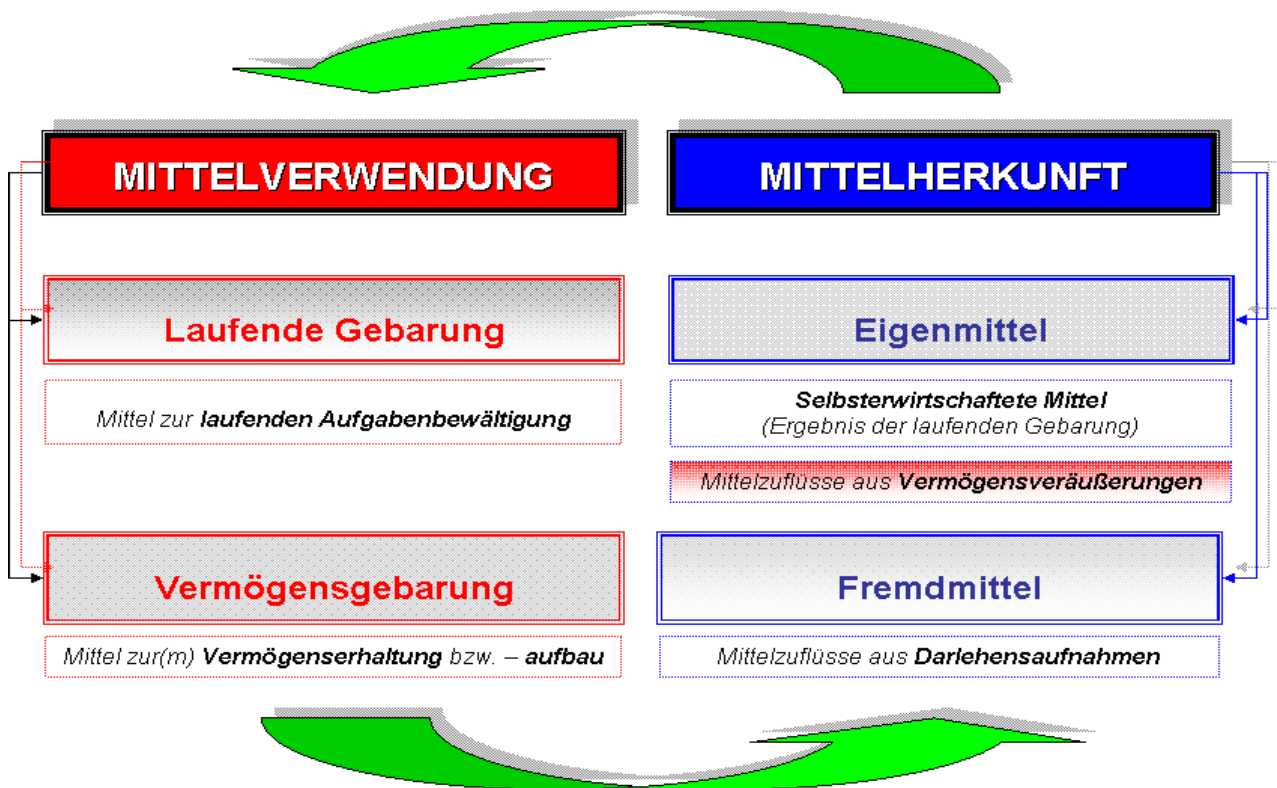 MITTELVERWENDUNG
Laufende Gebarung
Mittel zur laufenden Aufgabenbewältigung
Vermögensgebarung
Mittel zur(m) Vermögenserhaltung bzw. – aufbau
MITTELHERKUNFT
Eigenmittel
Selbsterwirtschaftete Mittel
(Ergebnis der laufenden Gebarung)
Mittelzuflüsse aus Vermögensveräußerungen
Fremdmittel
Mittelzuflüsse aus Darlehensaufnahmen